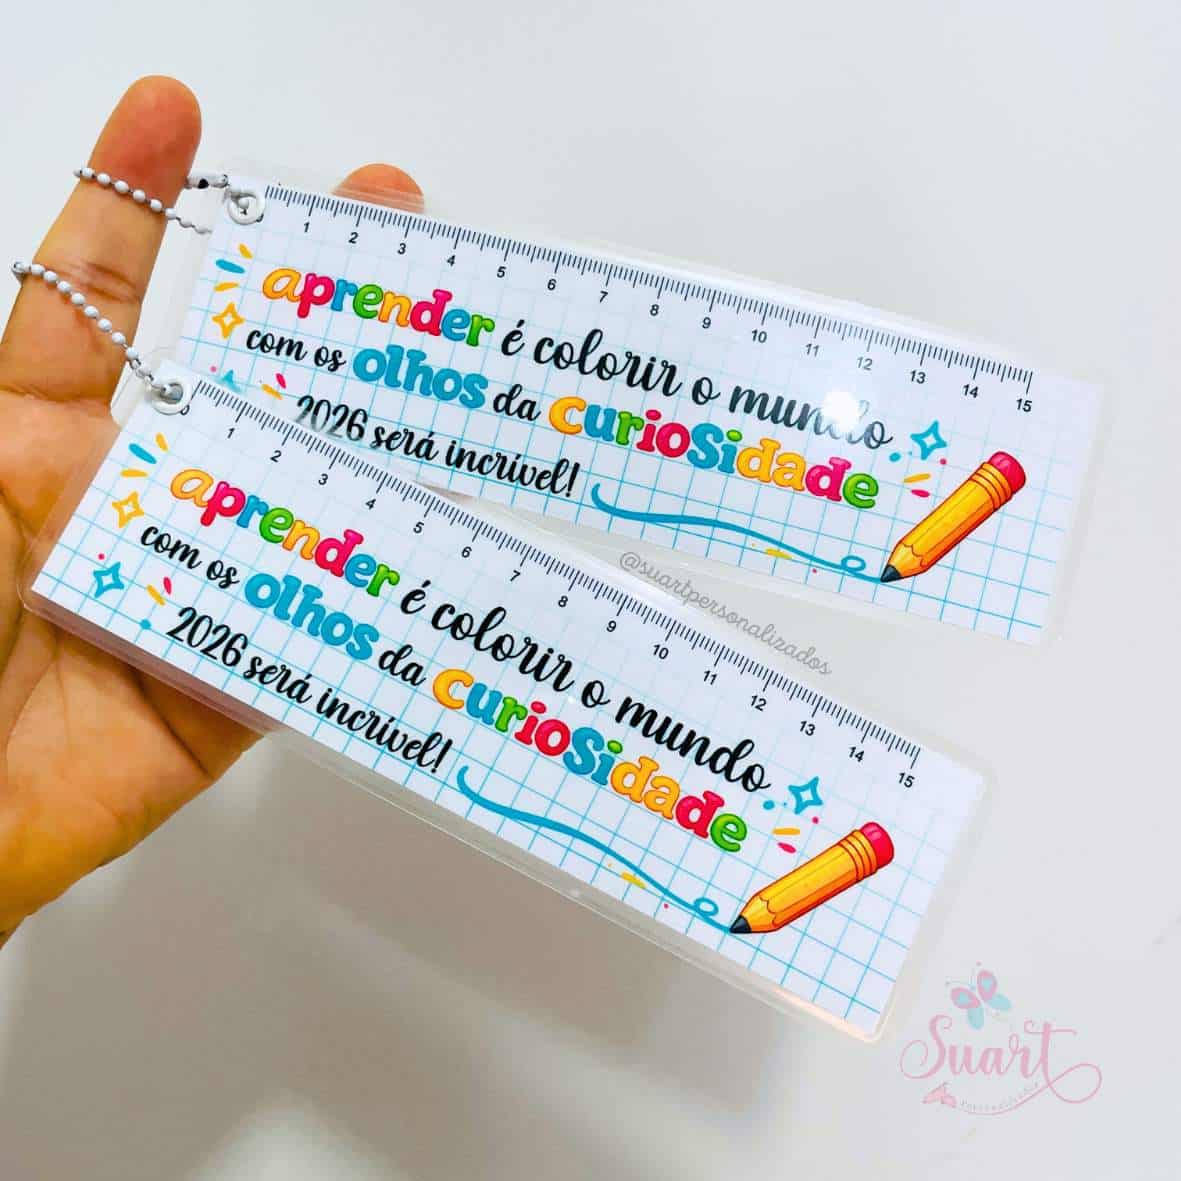 1 2 3 4 5 6 7 8 9 10 11 12 13 14 15
aprender é colorir o mundo
com os olhos da curiosidade
2026 será incrível!
0 1 2 3 4 5 6 7 8 9 10 11 12 13 14 15
aprender é colorir o mundo
com os olhos da curiosidade
2026 será incrível!
@suartpersonalizados
Suart
personalizados